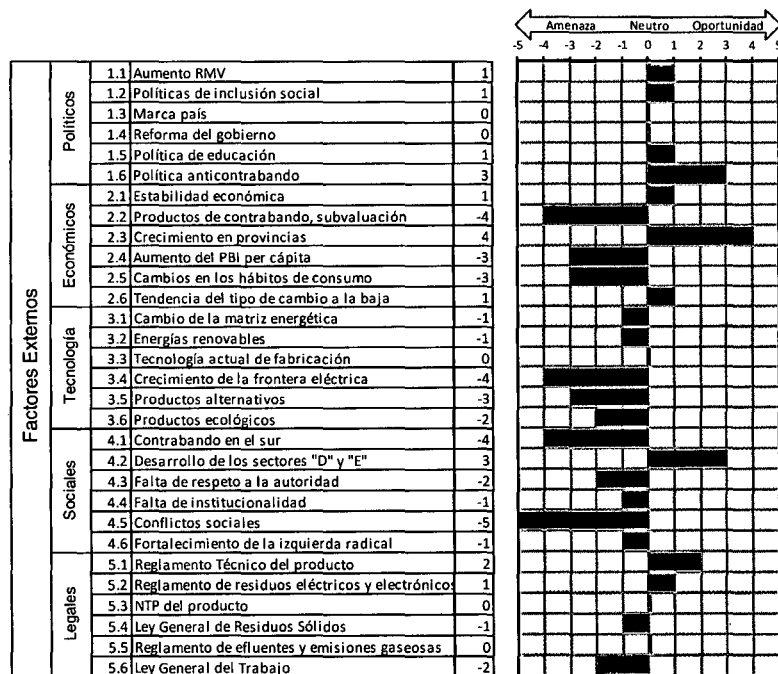 Amenaza Neutro Oportunidad
-5 -4 -3 -2 -1 0 1 2 3 4 5
Factores Externos
Políticos
1.1 Aumento RMV 1
1.2 Políticas de inclusión social 1
1.3 Marca país 0
1.4 Reforma del gobierno 0
1.5 Política de educación 1
1.6 Política anticontrabando 3
Económicos
2.1 Estabilidad económica 1
2.2 Productos de contrabando, subvaluación -4
2.3 Crecimiento en provincias 4
2.4 Aumento del PBI per cápita -3
2.5 Cambios en los hábitos de consumo -3
2.6 Tendencia del tipo de cambio a la baja 1
Tecnología
3.1 Cambio de la matriz energética -1
3.2 Energías renovables -1
3.3 Tecnología actual de fabricación 0
3.4 Crecimiento de la frontera eléctrica -4
3.5 Productos alternativos -3
3.6 Productos ecológicos -2
Sociales
4.1 Contrabando en el sur -4
4.2 Desarrollo de los sectores "D" y "E" 3
4.3 Falta de respeto a la autoridad -2
4.4 Falta de institucionalidad -1
4.5 Conflictos sociales -5
4.6 Fortalecimiento de la izquierda radical -1
Legales
5.1 Reglamento Técnico del producto 2
5.2 Reglamento de residuos eléctricos y electrónicos 1
5.3 NTP del producto 0
5.4 Ley General de Residuos Sólidos -1
5.5 Reglamento de efluentes y emisiones gaseosas 0
5.6 Ley General del Trabajo -2